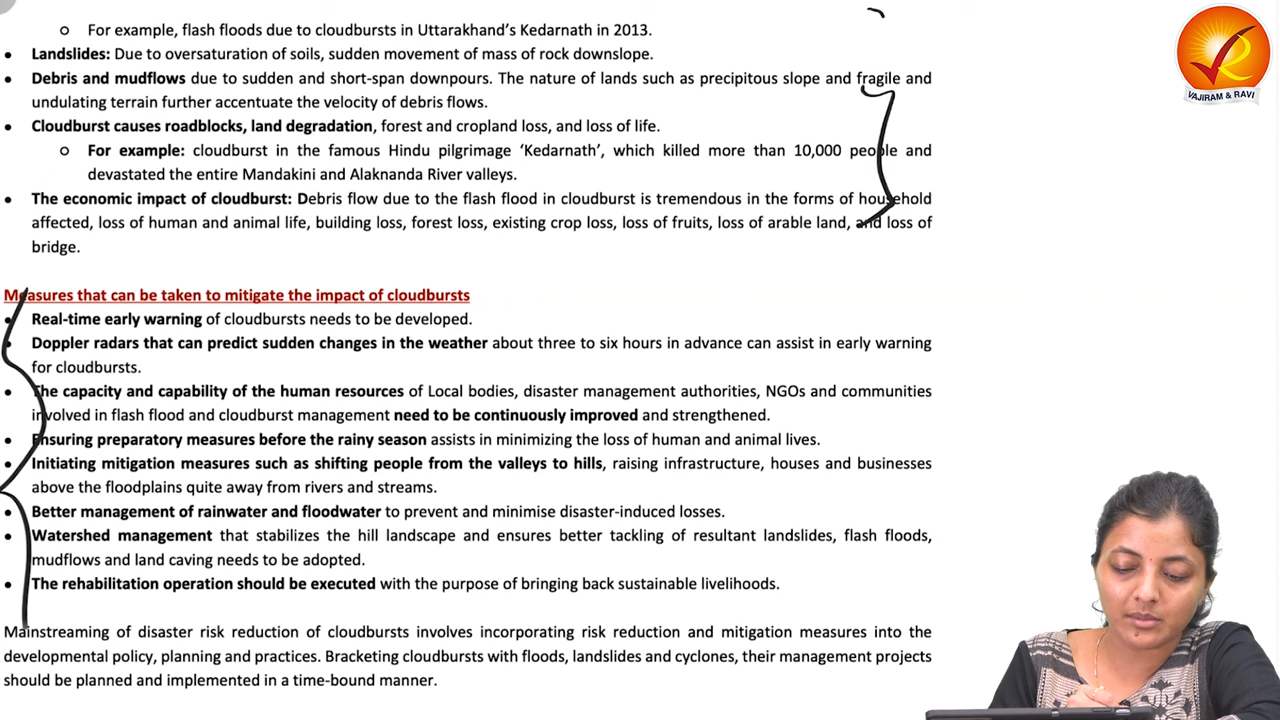 o For example, flash floods due to cloudbursts in Uttarakhand's Kedarnath in 2013.
• Landslides: Due to oversaturation of soils, sudden movement of mass of rock downslope.
• Debris and mudflows due to sudden and short-span downpours. The nature of lands such as precipitous slope and fragile and
undulating terrain further accentuate the velocity of debris flows.
• Cloudburst causes roadblocks, land degradation, forest and cropland loss, and loss of life.
o For example: cloudburst in the famous Hindu pilgrimage 'Kedarnath', which killed more than 10,000 people and
devastated the entire Mandakini and Alaknanda River valleys.
• The economic impact of cloudburst: Debris flow due to the flash flood in cloudburst is tremendous in the forms of household
affected, loss of human and animal life, building loss, forest loss, existing crop loss, loss of fruits, loss of arable land, and loss of
bridge.
Measures that can be taken to mitigate the impact of cloudbursts
• Real-time early warning of cloudbursts needs to be developed.
• Doppler radars that can predict sudden changes in the weather about three to six hours in advance can assist in early warning
for cloudbursts.
• The capacity and capability of the human resources of Local bodies, disaster management authorities, NGOs and communities
involved in flash flood and cloudburst management need to be continuously improved and strengthened.
• Ensuring preparatory measures before the rainy season assists in minimizing the loss of human and animal lives.
• Initiating mitigation measures such as shifting people from the valleys to hills, raising infrastructure, houses and businesses
above the floodplains quite away from rivers and streams.
• Better management of rainwater and floodwater to prevent and minimise disaster-induced losses.
• Watershed management that stabilizes the hill landscape and ensures better tackling of resultant landslides, flash floods,
mudflows and land caving needs to be adopted.
• The rehabilitation operation should be executed with the purpose of bringing back sustainable livelihoods.
Mainstreaming of disaster risk reduction of cloudbursts involves incorporating risk reduction and mitigation measures into the
developmental policy, planning and practices. Bracketing cloudbursts with floods, landslides and cyclones, their management projects
should be planned and implemented in a time-bound manner.
VAJIRAM & RAVI